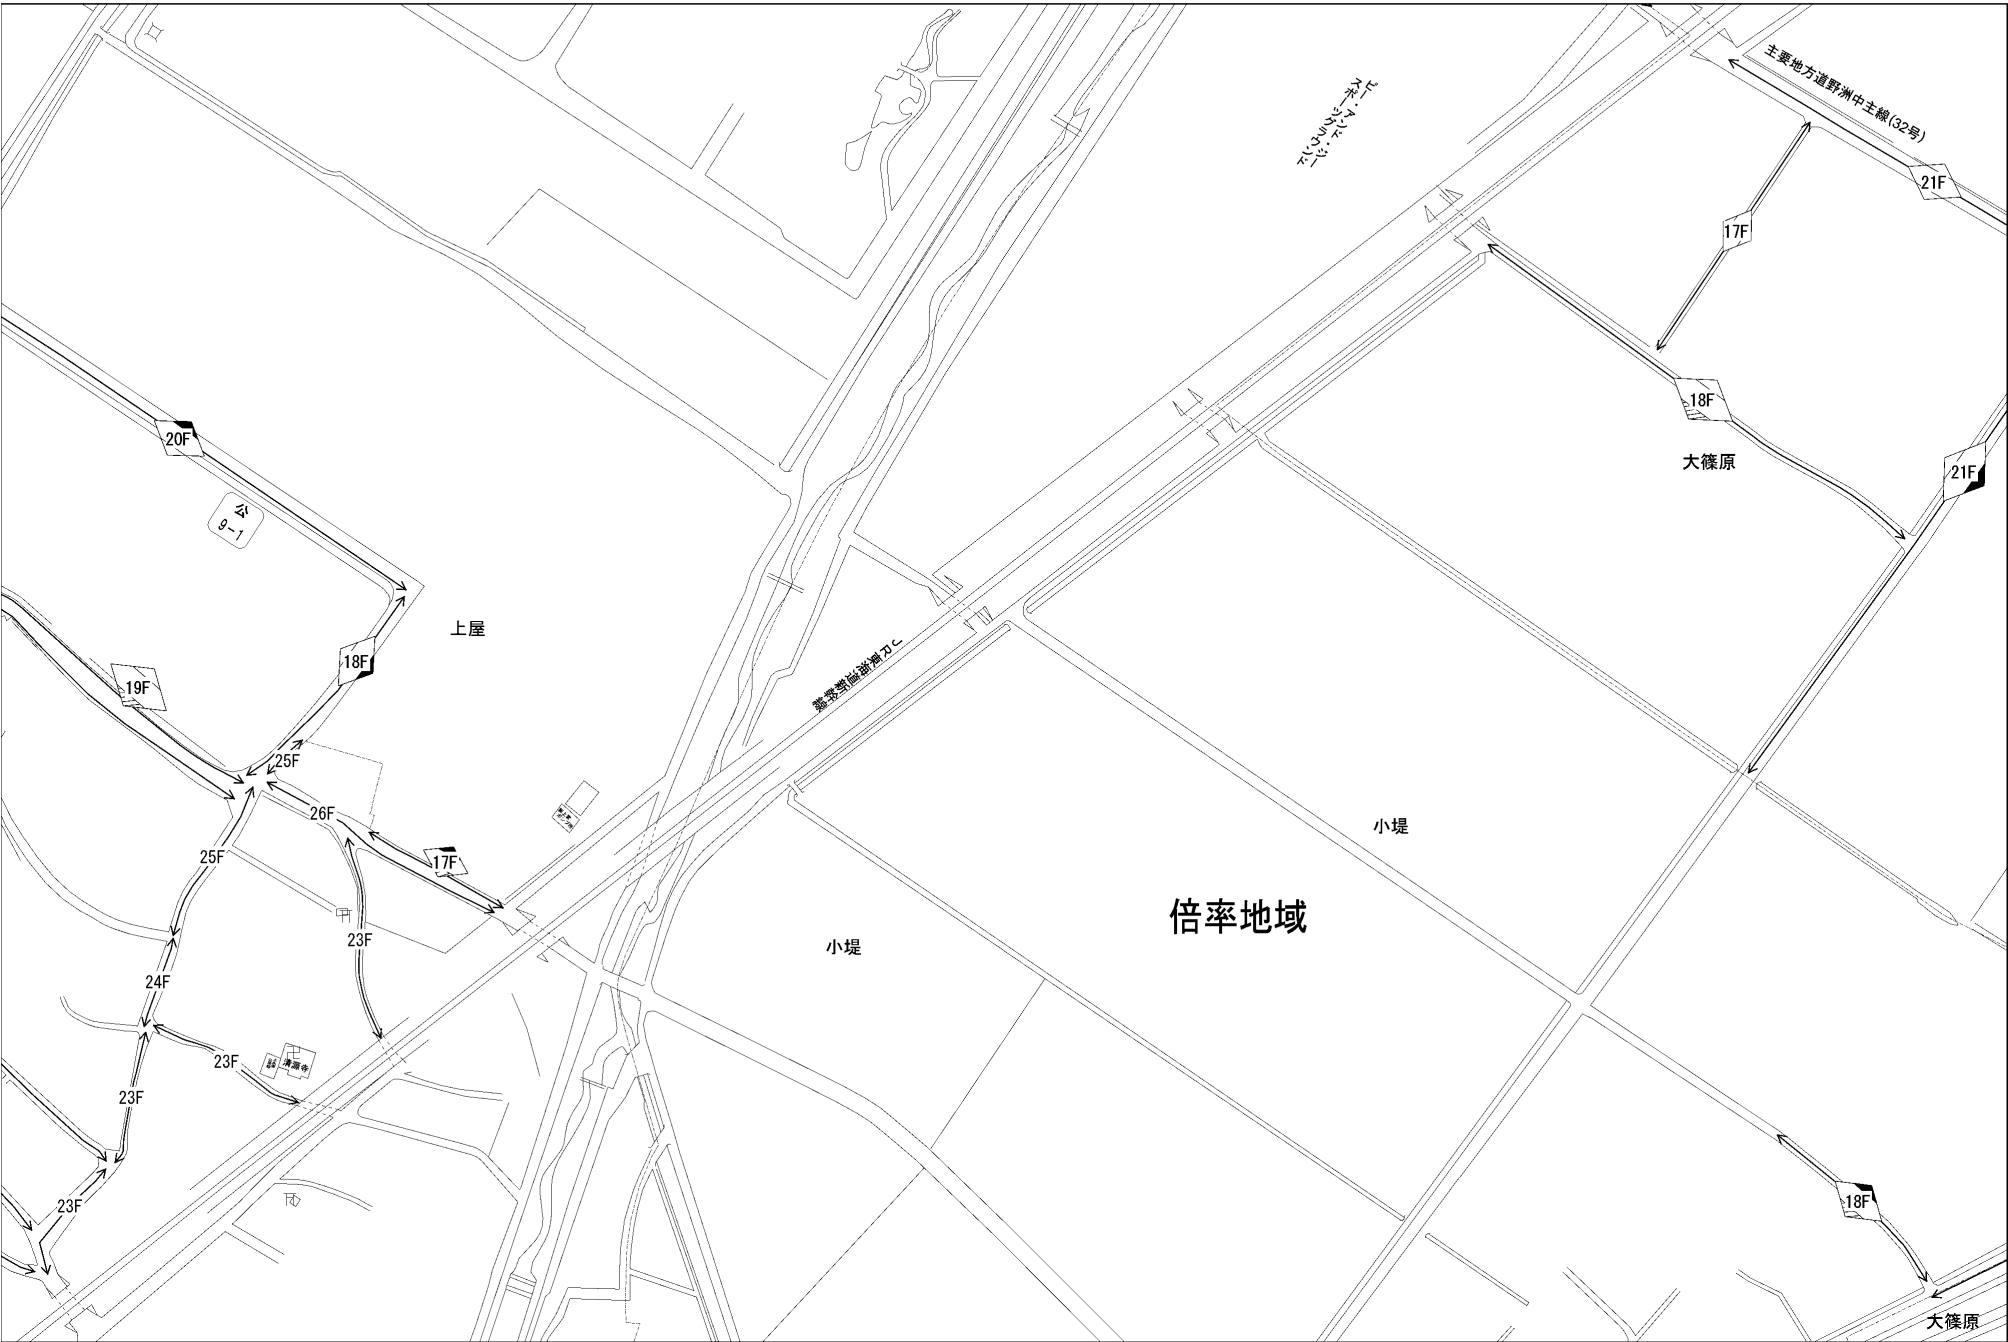 主要地方道野洲中主線(32号)
ビー・アンド・ジー
スポーツグラウンド
21F
17F
18F
大篠原
21F
20F
公
9-1
上屋
18F
19F
25F
26F
17F
25F
23F
24F
23F
清源寺
23F
23F
JR東海道新幹線
小堤
小堤
倍率地域
18F
大篠原